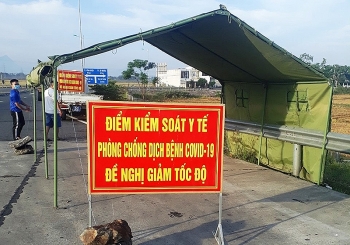 ĐIỂM KIỂM SOÁT Y TẾ
PHÒNG CHỐNG DỊCH BỆNH COVID-19
ĐỀ NGHỊ GIẢM TỐC ĐỘ